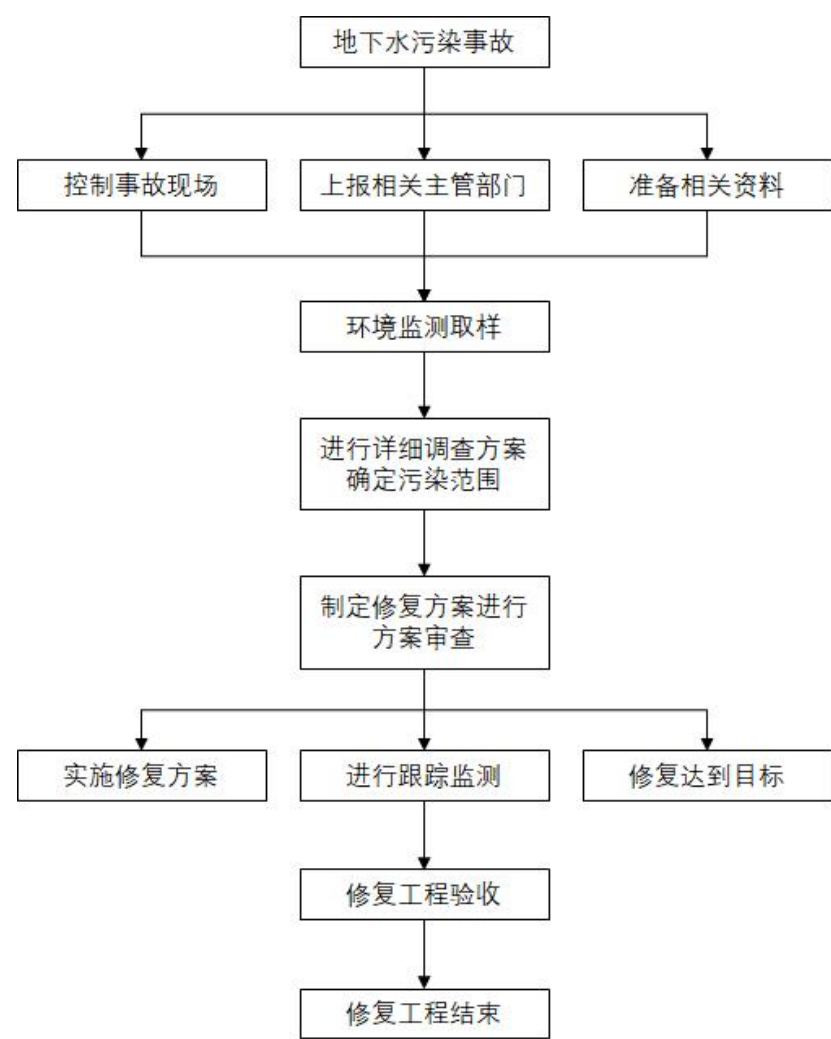 地下水污染事故
控制事故现场
上报相关主管部门
准备相关资料
环境监测取样
进行详细调查方案
确定污染范围
制定修复方案进行
方案审查
实施修复方案
进行跟踪监测
修复达到目标
修复工程验收
修复工程结束